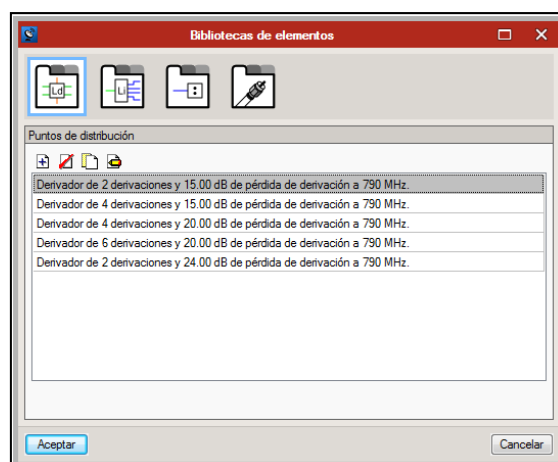 Bibliotecas de elementos
Ld
Li
Puntos de distribución
Derivador de 2 derivaciones y 15.00 dB de pérdida de derivación a 790 MHz.
Derivador de 4 derivaciones y 15.00 dB de pérdida de derivación a 790 MHz.
Derivador de 4 derivaciones y 20.00 dB de pérdida de derivación a 790 MHz.
Derivador de 6 derivaciones y 20.00 dB de pérdida de derivación a 790 MHz.
Derivador de 2 derivaciones y 24.00 dB de pérdida de derivación a 790 MHz.
Aceptar
Cancelar